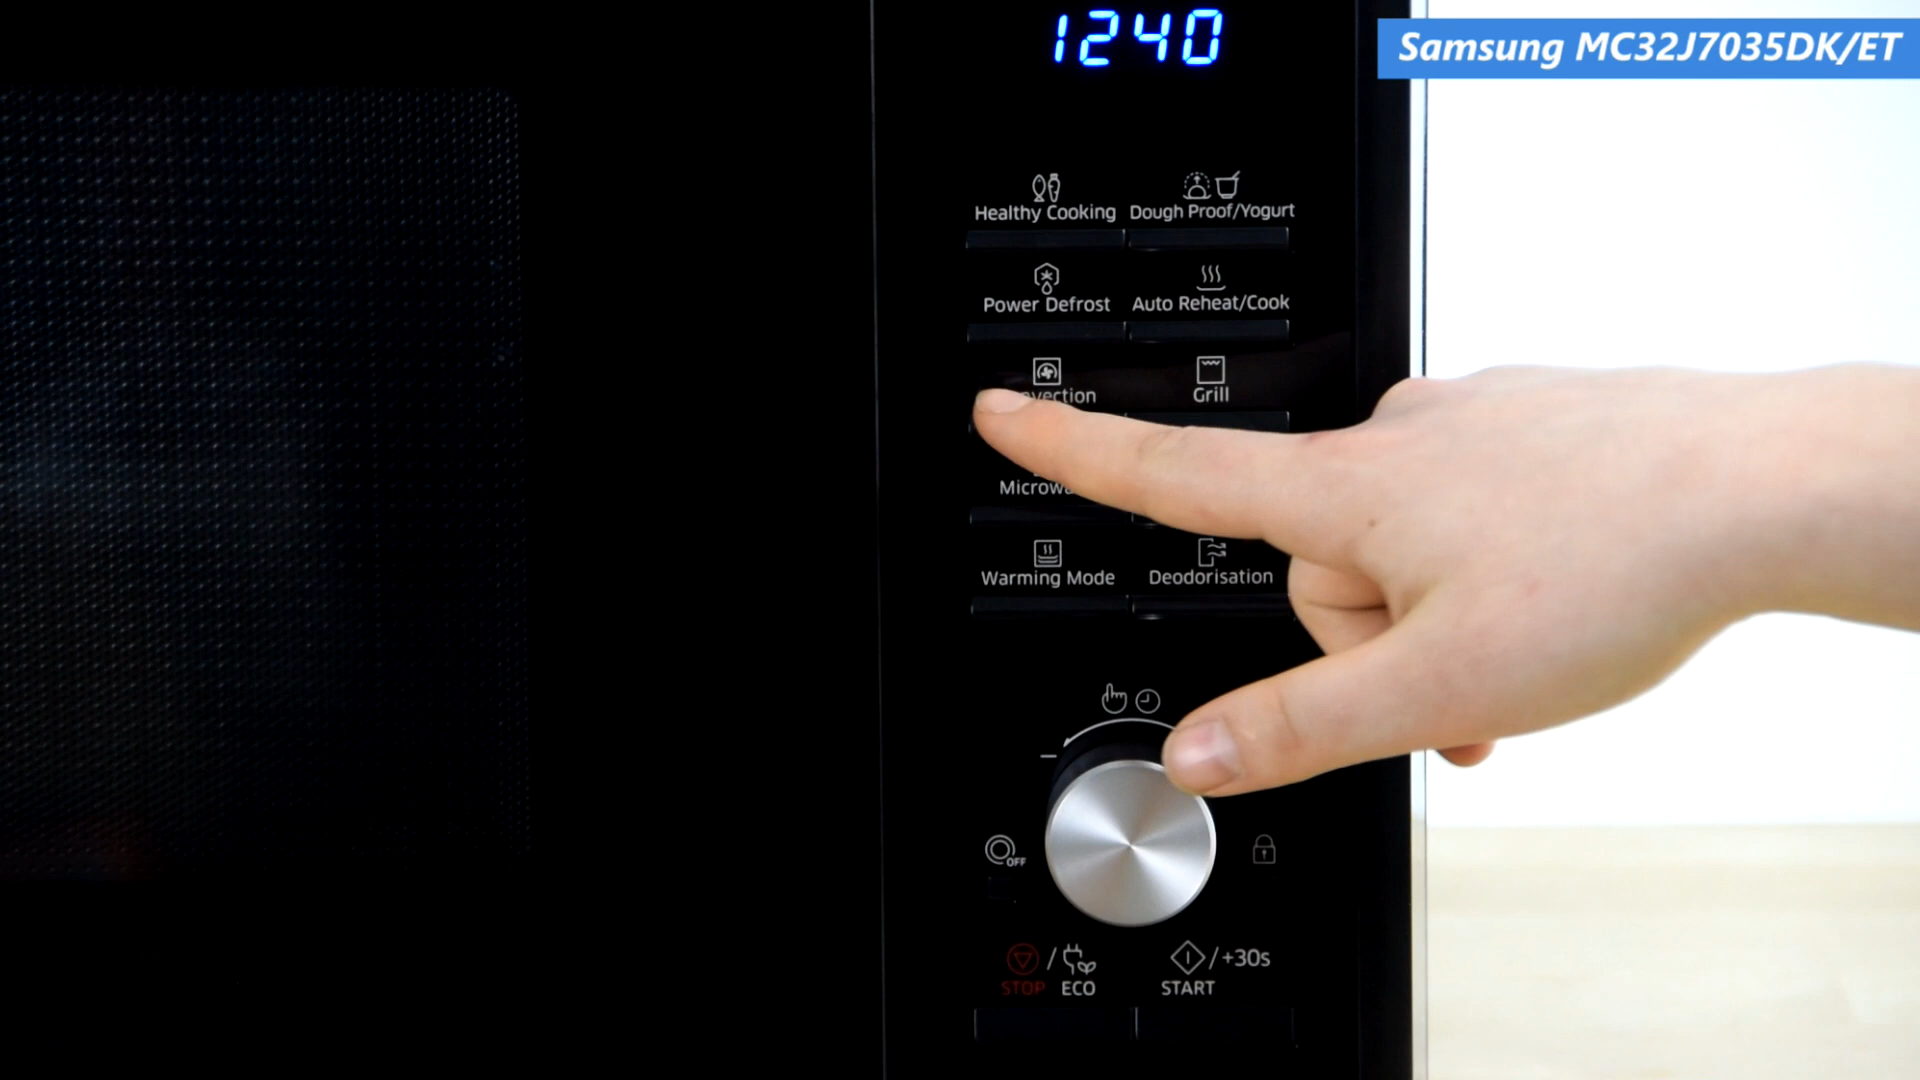 1240
Samsung MC32J7035DK/ET
Healthy Cooking Dough Proof/Yogurt
Power Defrost Auto Reheat/Cook
Grill
Warming Mode Deodorisation
OFF
/ / +30s
STOP ECO START